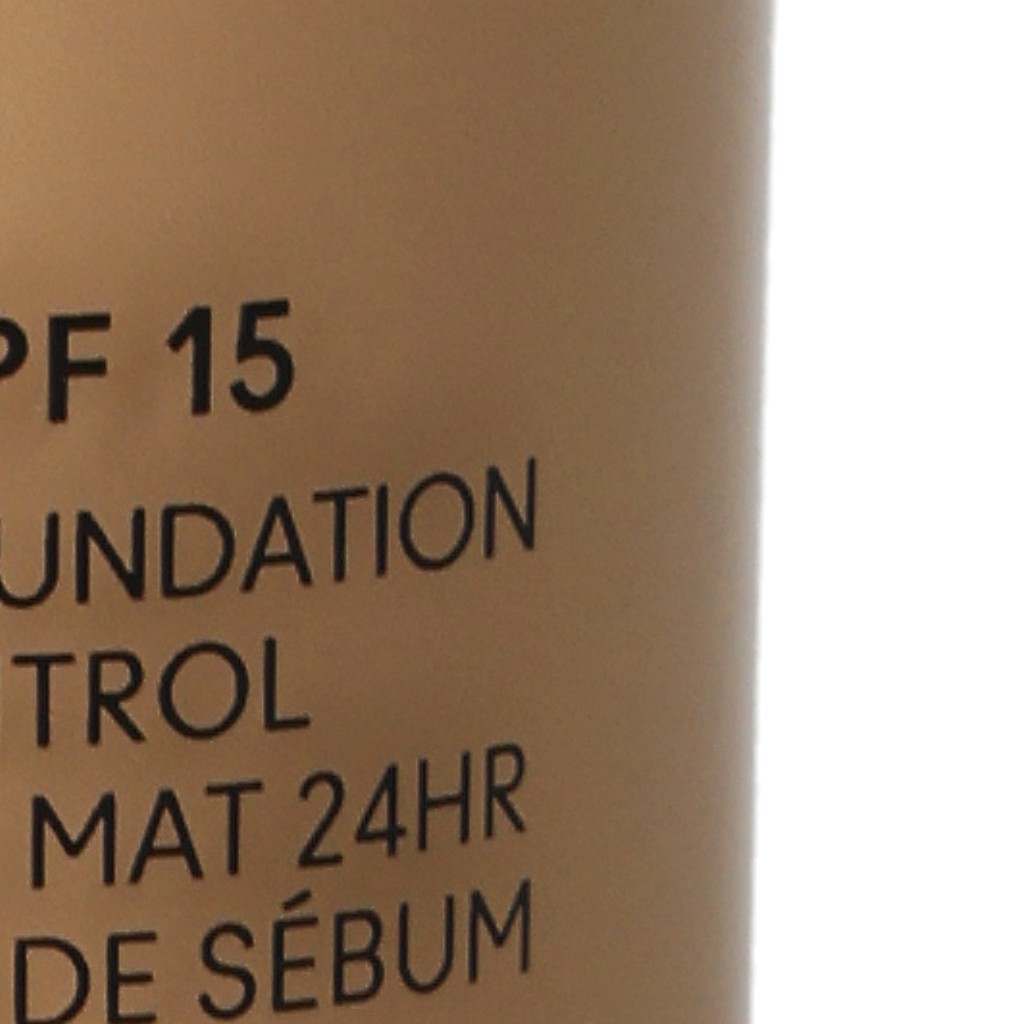 PF 15
UNDATION
TROL
MAT 24HR
DE SÉBUM